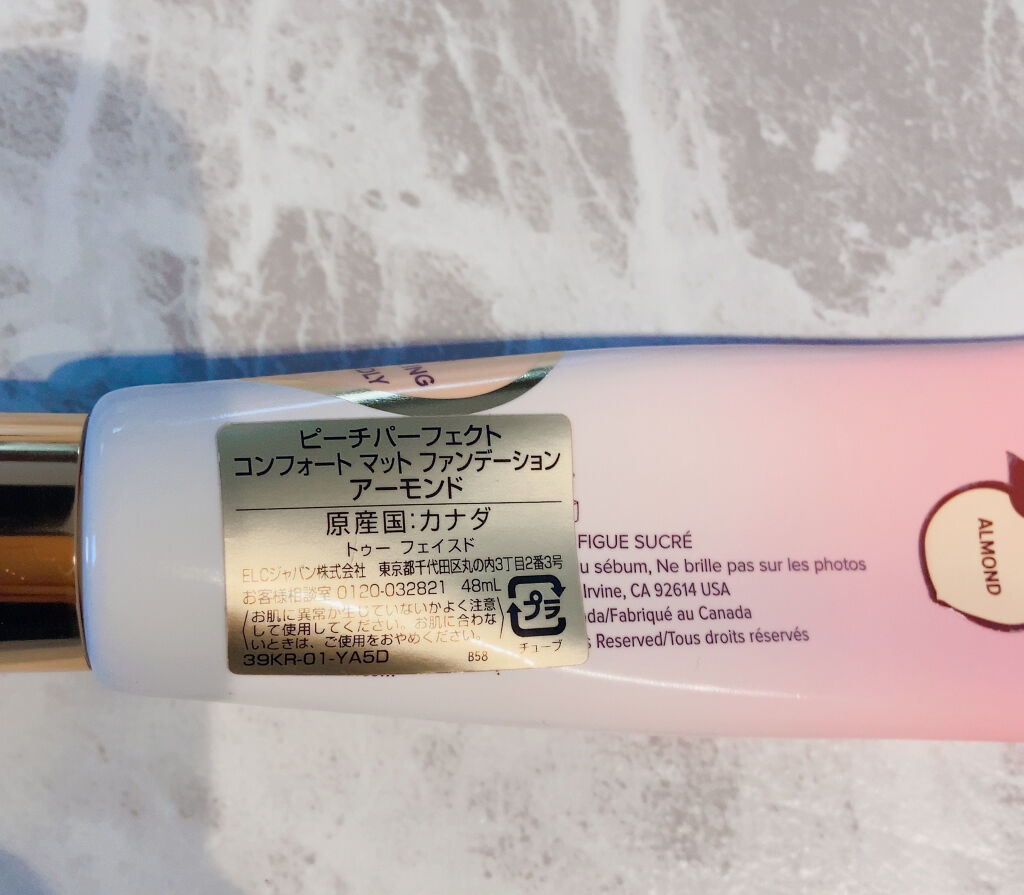 ING
OLY
ピーチパーフェクト
コンフォート マット ファンデーション
アーモンド
原産国:カナダ
トゥー フェイスド
ELCジャパン株式会社 東京都千代田区丸の内3丁目2番3号
お客様相談室 0120-032821 48mL
お肌に異常が生じていないかよく注意
して使用してください。お肌に合わな
いときは、ご使用をおやめください。
39KR-01-YA5D B58
プラ
チューブ
FIGUE SUCRÉ
u sébum, Ne brille pas sur les photos
Irvine, CA 92614 USA
da/Fabriqué au Canada
s Reserved/Tous droits réservés
ALMOND